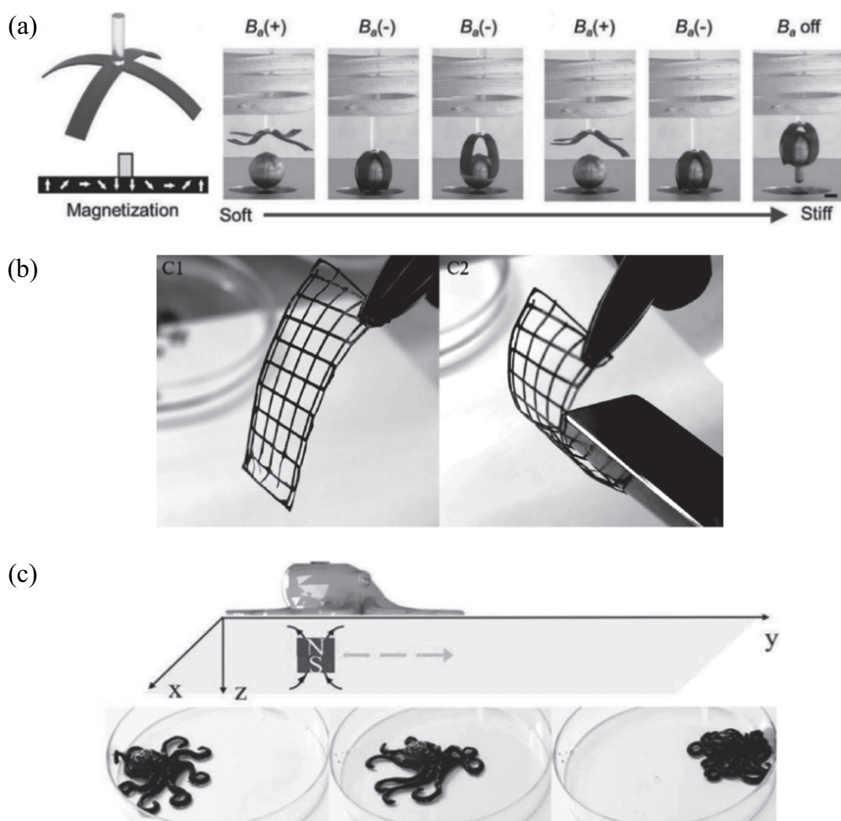 (a)
Bₐ(+) Bₐ(-) Bₐ(-) Bₐ(+) Bₐ(-) Bₐ off
Magnetization
Soft Stiff
(b)
C1 C2
(c)
N
S
y
x z